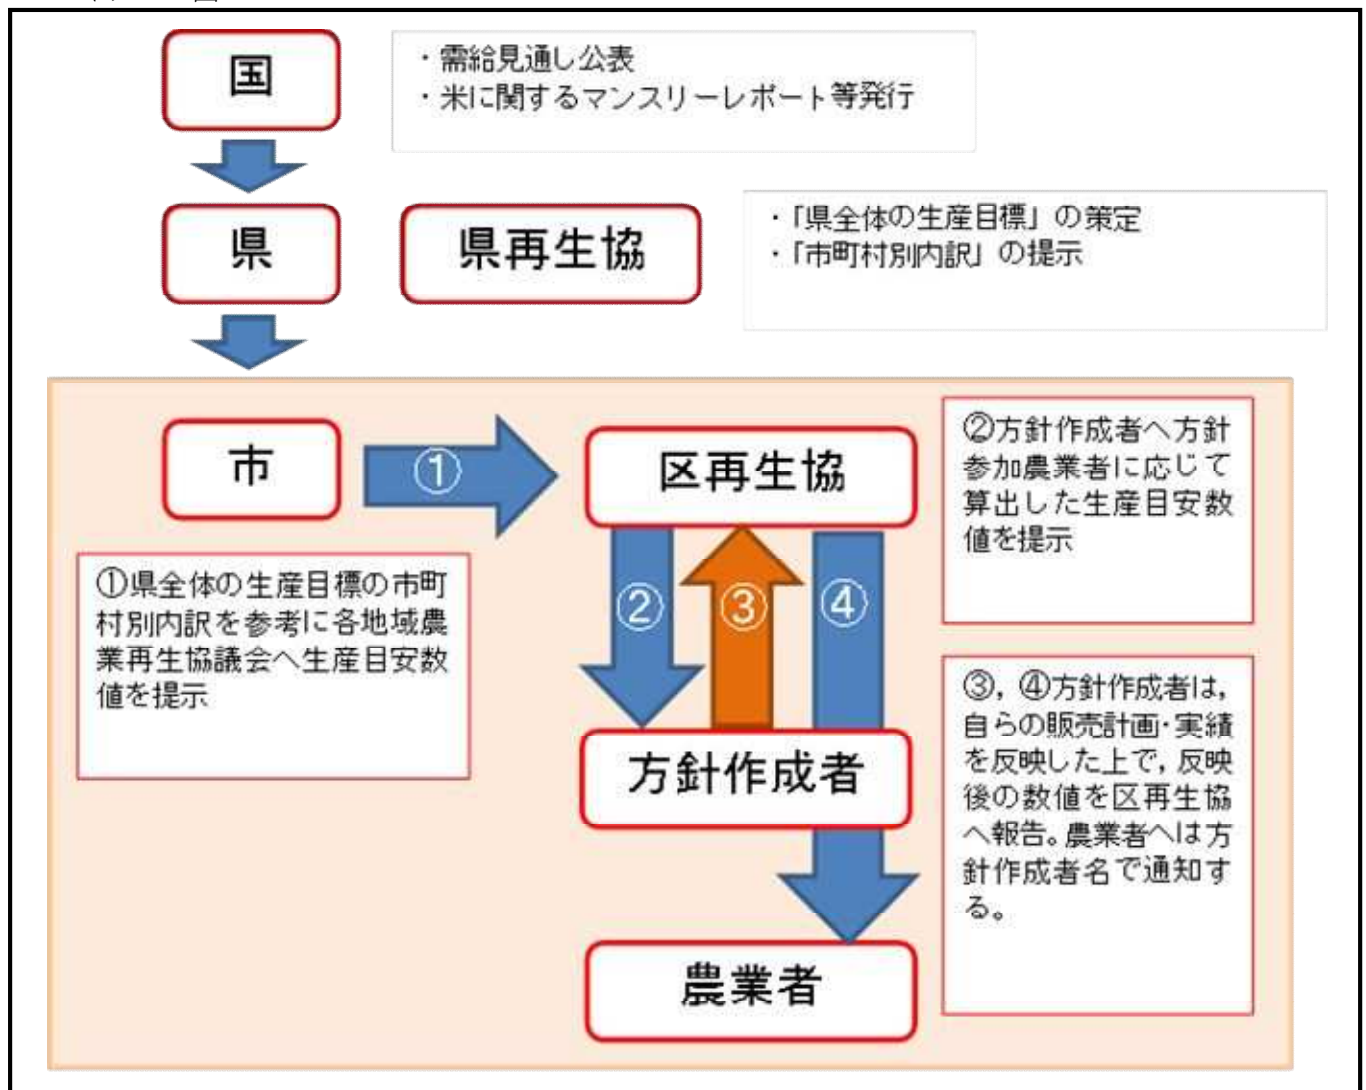 国
・需給見通し公表
・米に関するマンスリーレポート等発行
県
県再生協
・「県全体の生産目標」の策定
・「市町村別内訳」の提示
市
①
区再生協
②方針作成者へ方針
参加農業者に応じて
算出した生産目安数
値を提示
①県全体の生産目標の市町
村別内訳を参考に各地域農
業再生協議会へ生産目安数
値を提示
②
③
④
③，④方針作成者は，
自らの販売計画・実績
を反映した上で，反映
後の数値を区再生協
へ報告。農業者へは方
針作成者名で通知す
る。
方針作成者
農業者